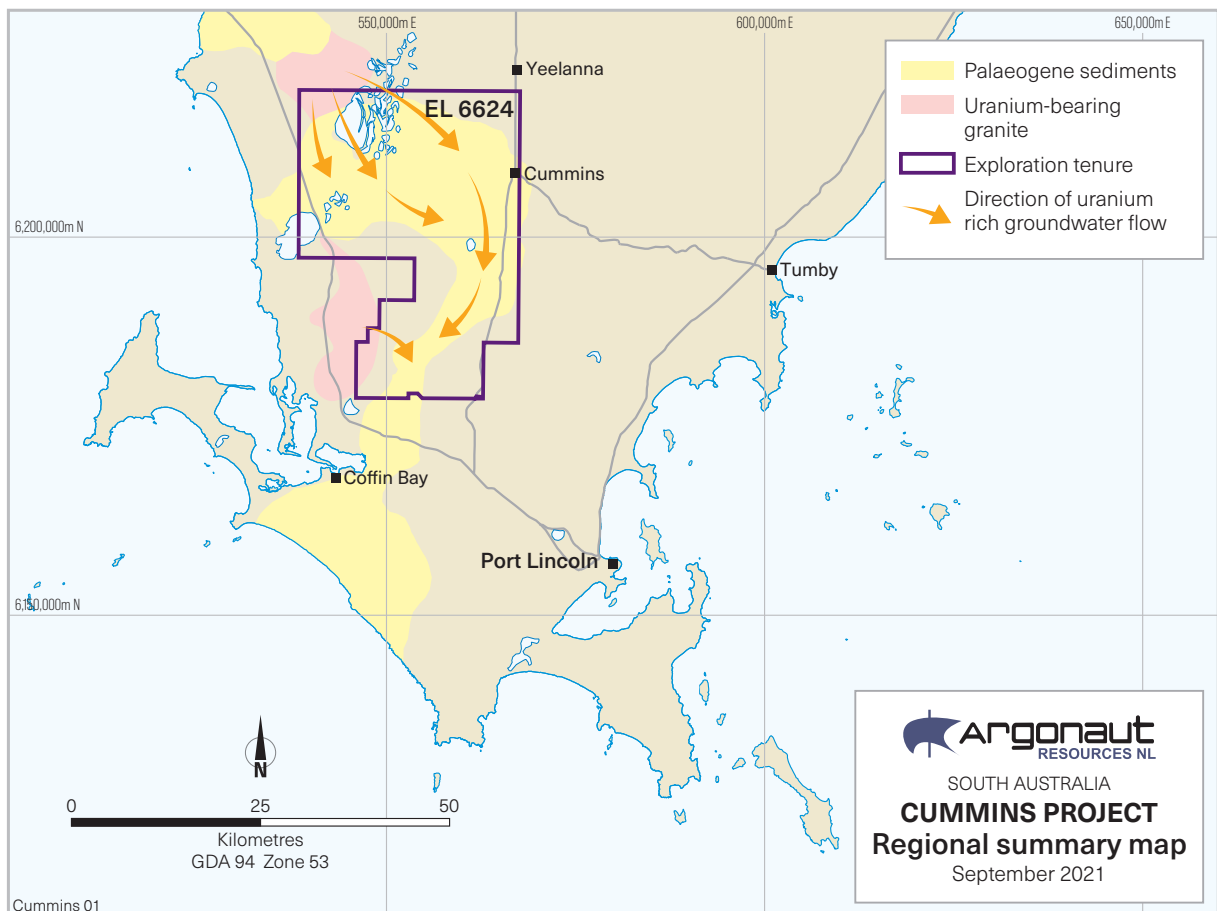 550,000m E
600,000m E
650,000m E
Yeelanna
EL 6624
Cummins
6,200,000m N
Tumby
Coffin Bay
Port Lincoln
6,150,000m N
Palaeogene sediments
Uranium-bearing
granite
Exploration tenure
Direction of uranium
rich groundwater flow
N
0 25 50
Kilometres
GDA 94 Zone 53
Argonaut
RESOURCES NL
SOUTH AUSTRALIA
CUMMINS PROJECT
Regional summary map
September 2021
Cummins 01